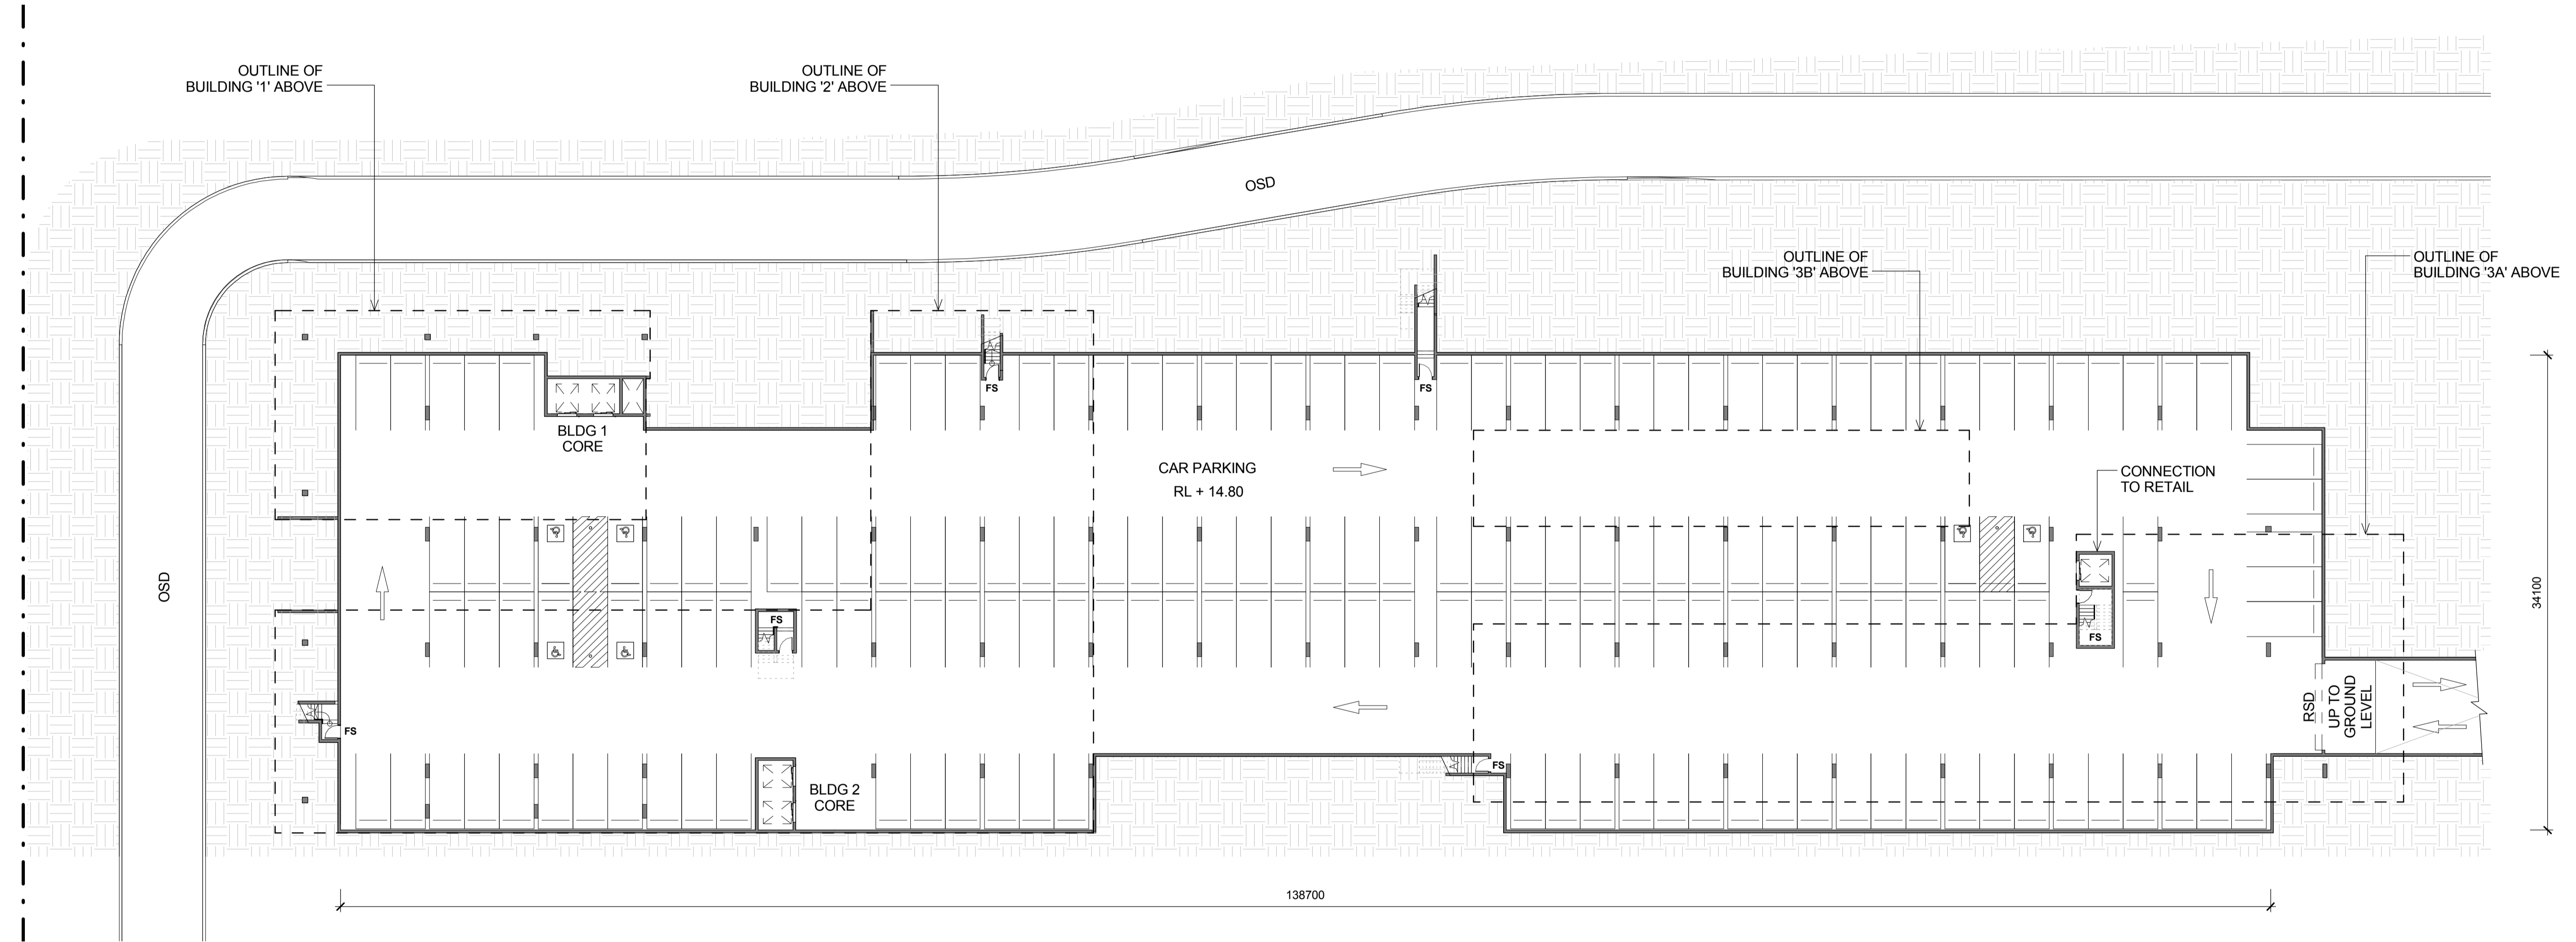 OUTLINE OF
BUILDING '1' ABOVE
OUTLINE OF
BUILDING '2' ABOVE
OSD
OUTLINE OF
BUILDING '3B' ABOVE
OUTLINE OF
BUILDING '3A' ABOVE
FS
FS
BLDG 1
CORE
CAR PARKING
RL + 14.80
CONNECTION
TO RETAIL
OSD
34100
FS
FS
RSD
UP TO
GROUND
LEVEL
FS
FS
BLDG 2
CORE
138700